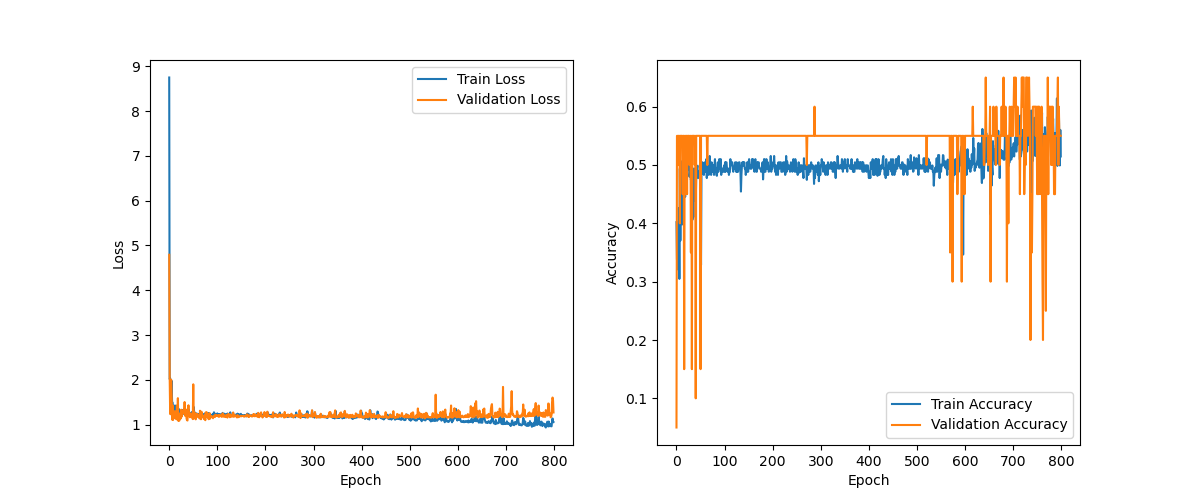 9
8
7
6
5
4
3
2
1
Loss
0 100 200 300 400 500 600 700 800
Epoch
Train Loss
Validation Loss
0.6
0.5
0.4
0.3
0.2
0.1
Accuracy
0 100 200 300 400 500 600 700 800
Epoch
Train Accuracy
Validation Accuracy